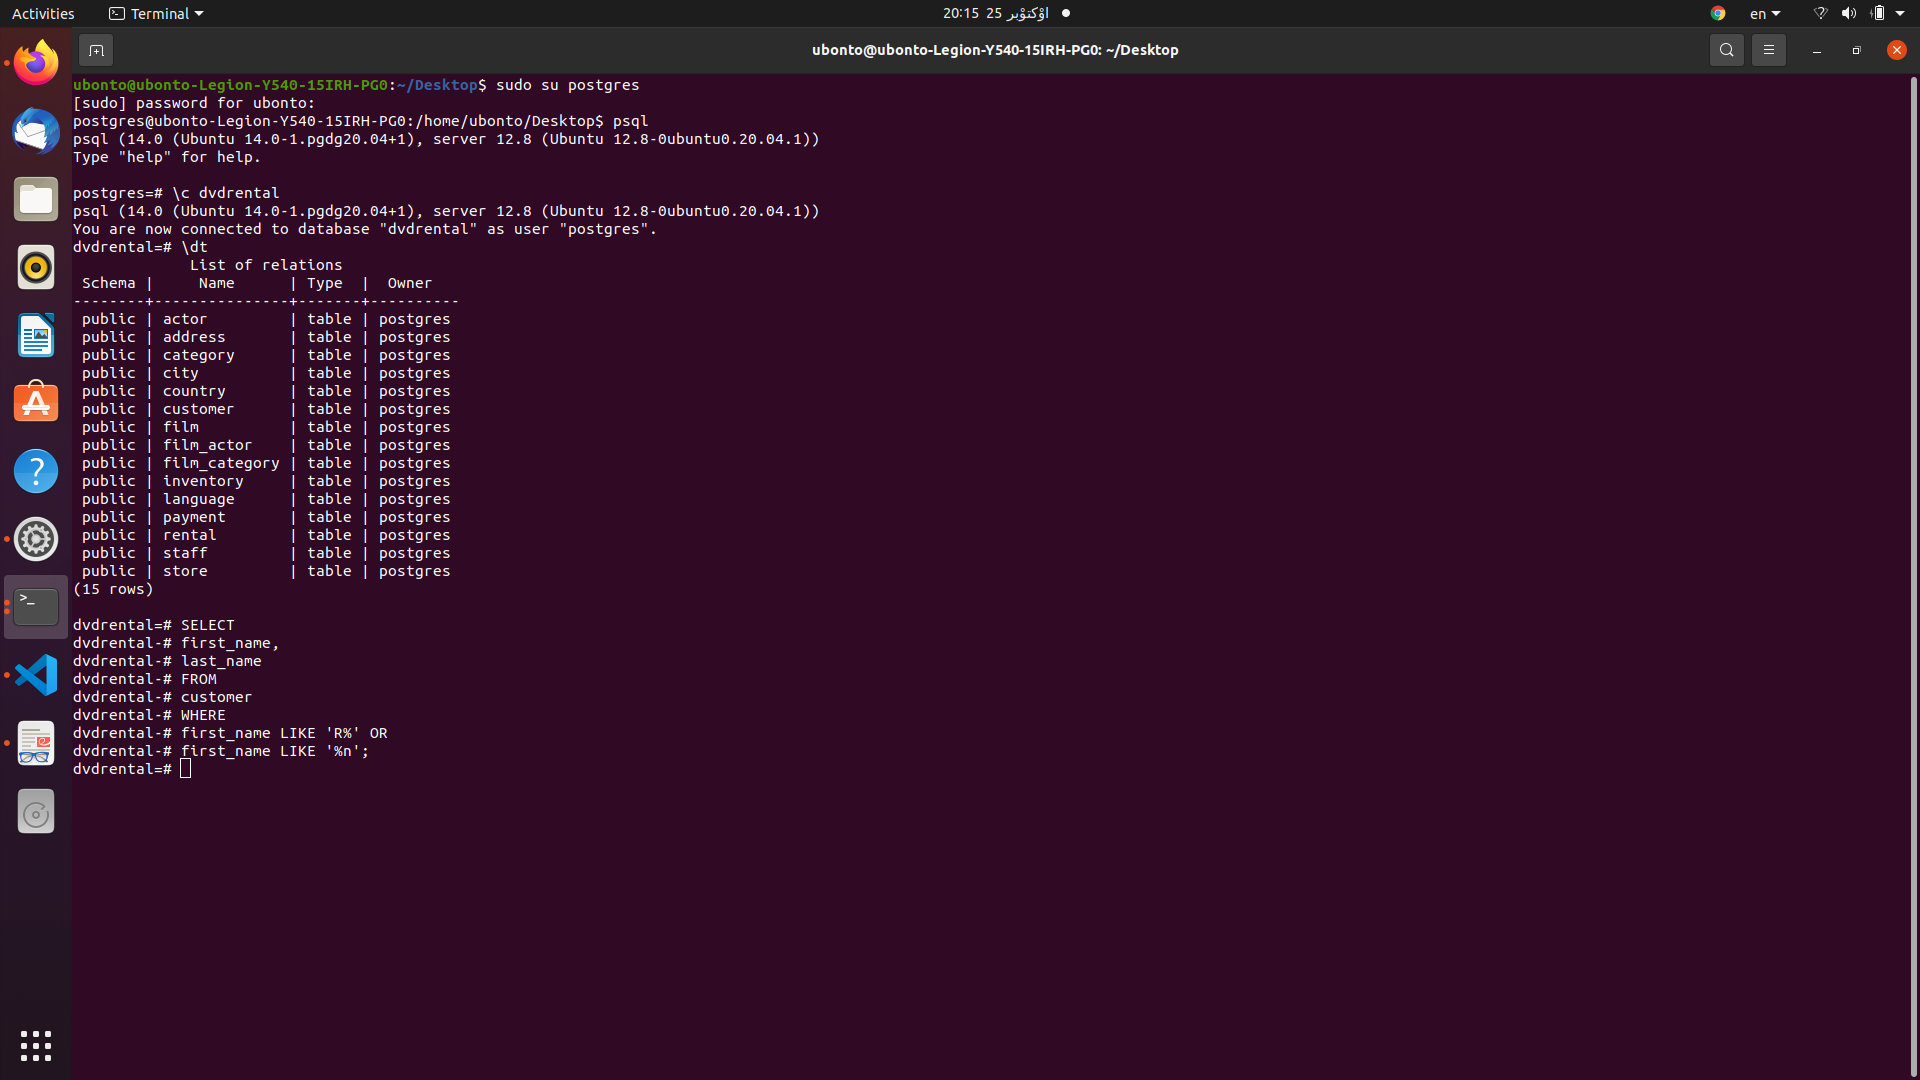 Activities
Terminal
20:15 25 اؤکتوْبر
en
ubonto@ubonto-Legion-Y540-15IRH-PG0: ~/Desktop
ubonto@ubonto-Legion-Y540-15IRH-PG0:~/Desktop$ sudo su postgres
[sudo] password for ubonto:
postgres@ubonto-Legion-Y540-15IRH-PG0:/home/ubonto/Desktop$ psql
psql (14.0 (Ubuntu 14.0-1.pgdg20.04+1), server 12.8 (Ubuntu 12.8-0ubuntu0.20.04.1))
Type "help" for help.
postgres=# \c dvdrental
psql (14.0 (Ubuntu 14.0-1.pgdg20.04+1), server 12.8 (Ubuntu 12.8-0ubuntu0.20.04.1))
You are now connected to database "dvdrental" as user "postgres".
dvdrental=# \dt
List of relations
Schema | Name | Type | Owner
--------+---------------+-------+----------
public | actor | table | postgres
public | address | table | postgres
public | category | table | postgres
public | city | table | postgres
public | country | table | postgres
public | customer | table | postgres
public | film | table | postgres
public | film_actor | table | postgres
public | film_category | table | postgres
public | inventory | table | postgres
public | language | table | postgres
public | payment | table | postgres
public | rental | table | postgres
public | staff | table | postgres
public | store | table | postgres
(15 rows)
dvdrental=# SELECT
dvdrental-# first_name,
dvdrental-# last_name
dvdrental-# FROM
dvdrental-# customer
dvdrental-# WHERE
dvdrental-# first_name LIKE 'R%' OR
dvdrental-# first_name LIKE '%n';
dvdrental=#